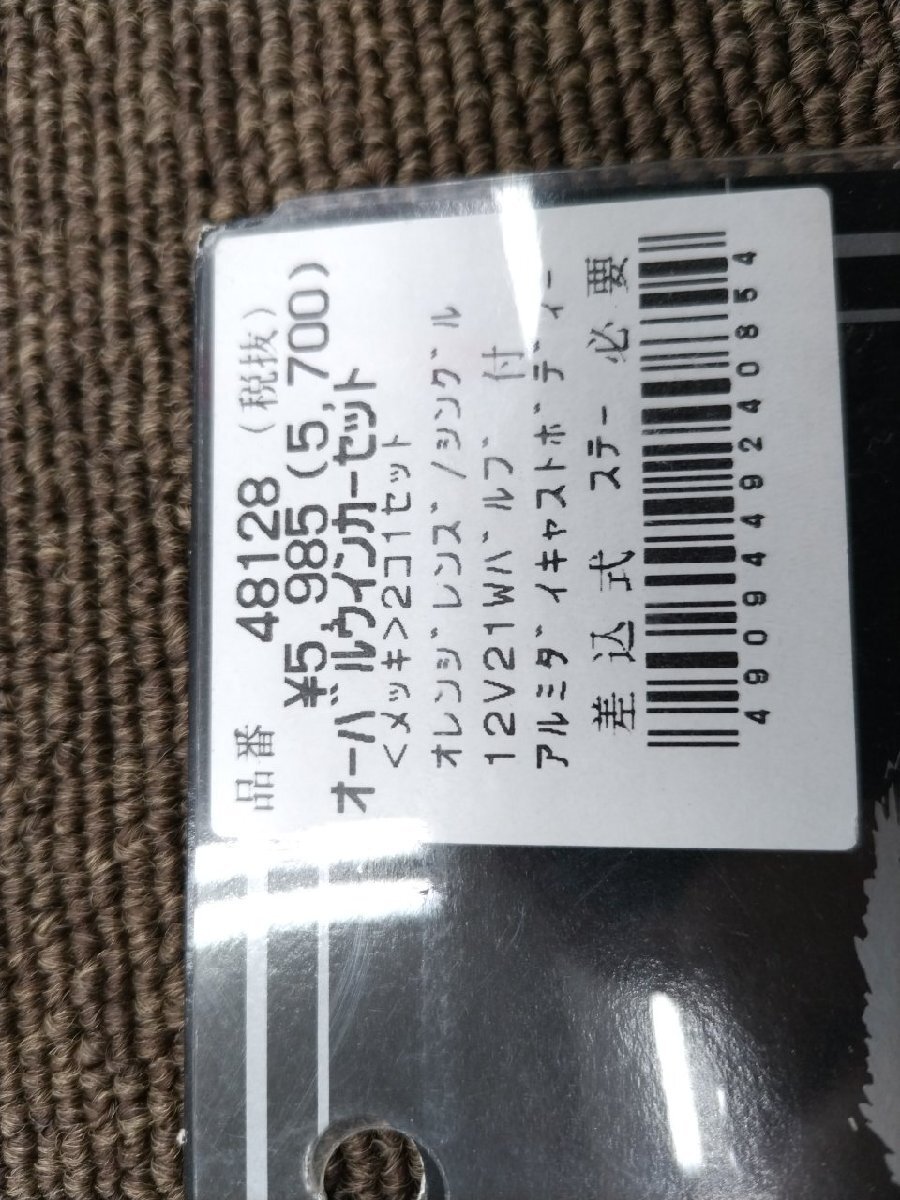 品番 48128 (税抜)
¥5,985(5,700)
オーバルウインカーセット
<メッキ>2コ1セット
オレンジレンズ/シングル
12V21Wバルブ付
アルミダイキャストボディー
差込式 ステー必要
4909449240854